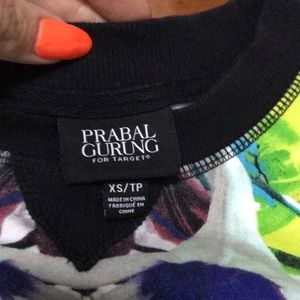 PRABAL
GURUNG
FOR TARGET
XS/TP
MADE IN CHINA
FABRIQUÉ EN
CHINE